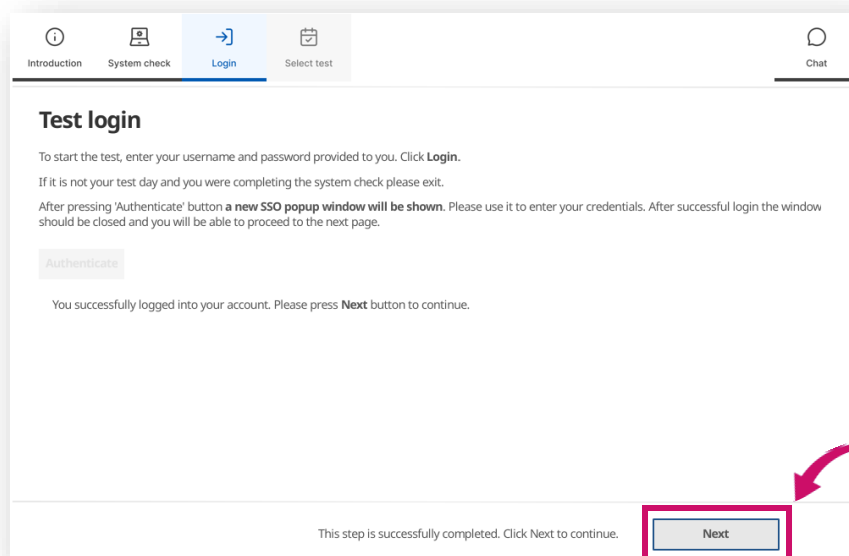 Introduction
System check
Login
Select test
Chat
Test login
To start the test, enter your username and password provided to you. Click Login.
If it is not your test day and you were completing the system check please exit.
After pressing 'Authenticate' button a new SSO popup window will be shown. Please use it to enter your credentials. After successful login the window
should be closed and you will be able to proceed to the next page.
Authenticate
You successfully logged into your account. Please press Next button to continue.
This step is successfully completed. Click Next to continue.
Next